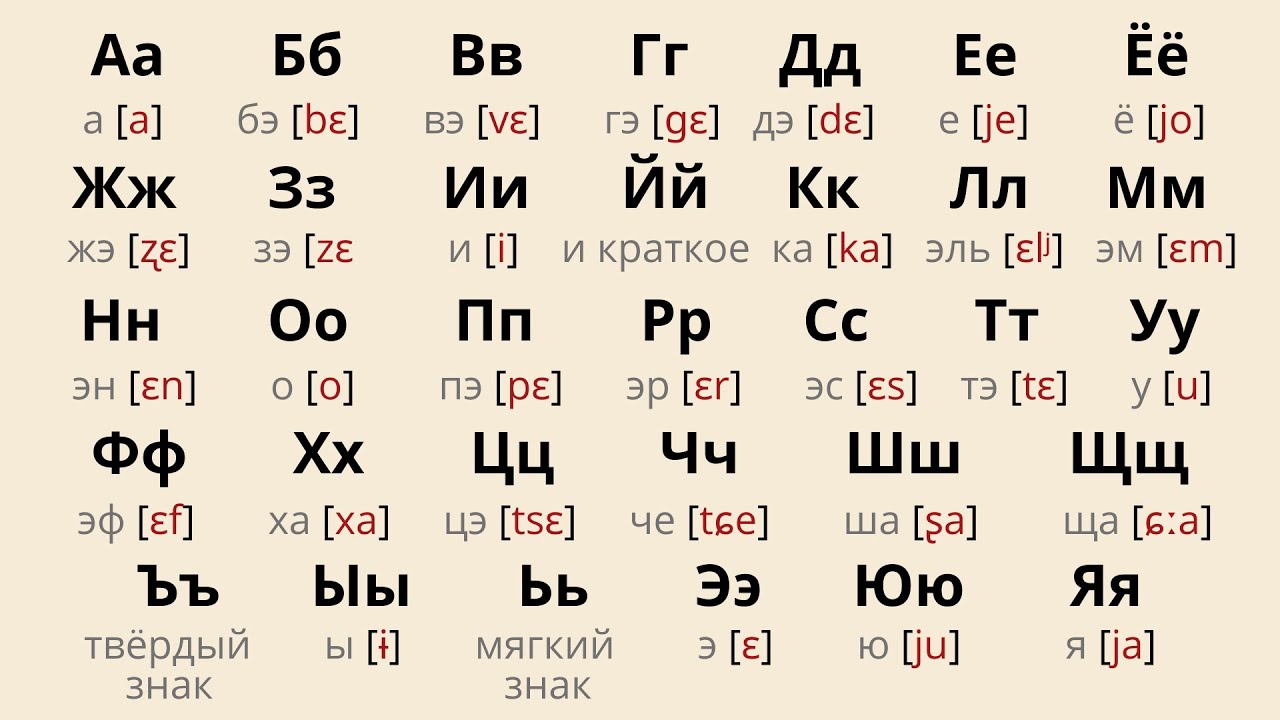 Аа Бб Вв Гг Дд Ее Ёё
а [a] бэ [bɛ] вэ [vɛ] гэ [gɛ] дэ [dɛ] е [je] ё [jo]
Жж Зз Ии Йй Кк Лл Мм
жэ [ʐɛ] зэ [zɛ и [i] и краткое ка [ka] эль [ɛlʲ] эм [ɛm]
Нн Оо Пп Рр Сс Тт Уу
эн [ɛn] о [o] пэ [pɛ] эр [ɛr] эс [ɛs] тэ [tɛ] у [u]
Фф Хх Цц Чч Шш Щщ
эф [ɛf] ха [xa] цэ [tsɛ] че [tɕe] ша [ʂa] ща [ɕːa]
Ъъ Ыы Ьь Ээ Юю Яя
твёрдый ы [ɨ] мягкий э [ɛ] ю [ju] я [ja]
знак знак